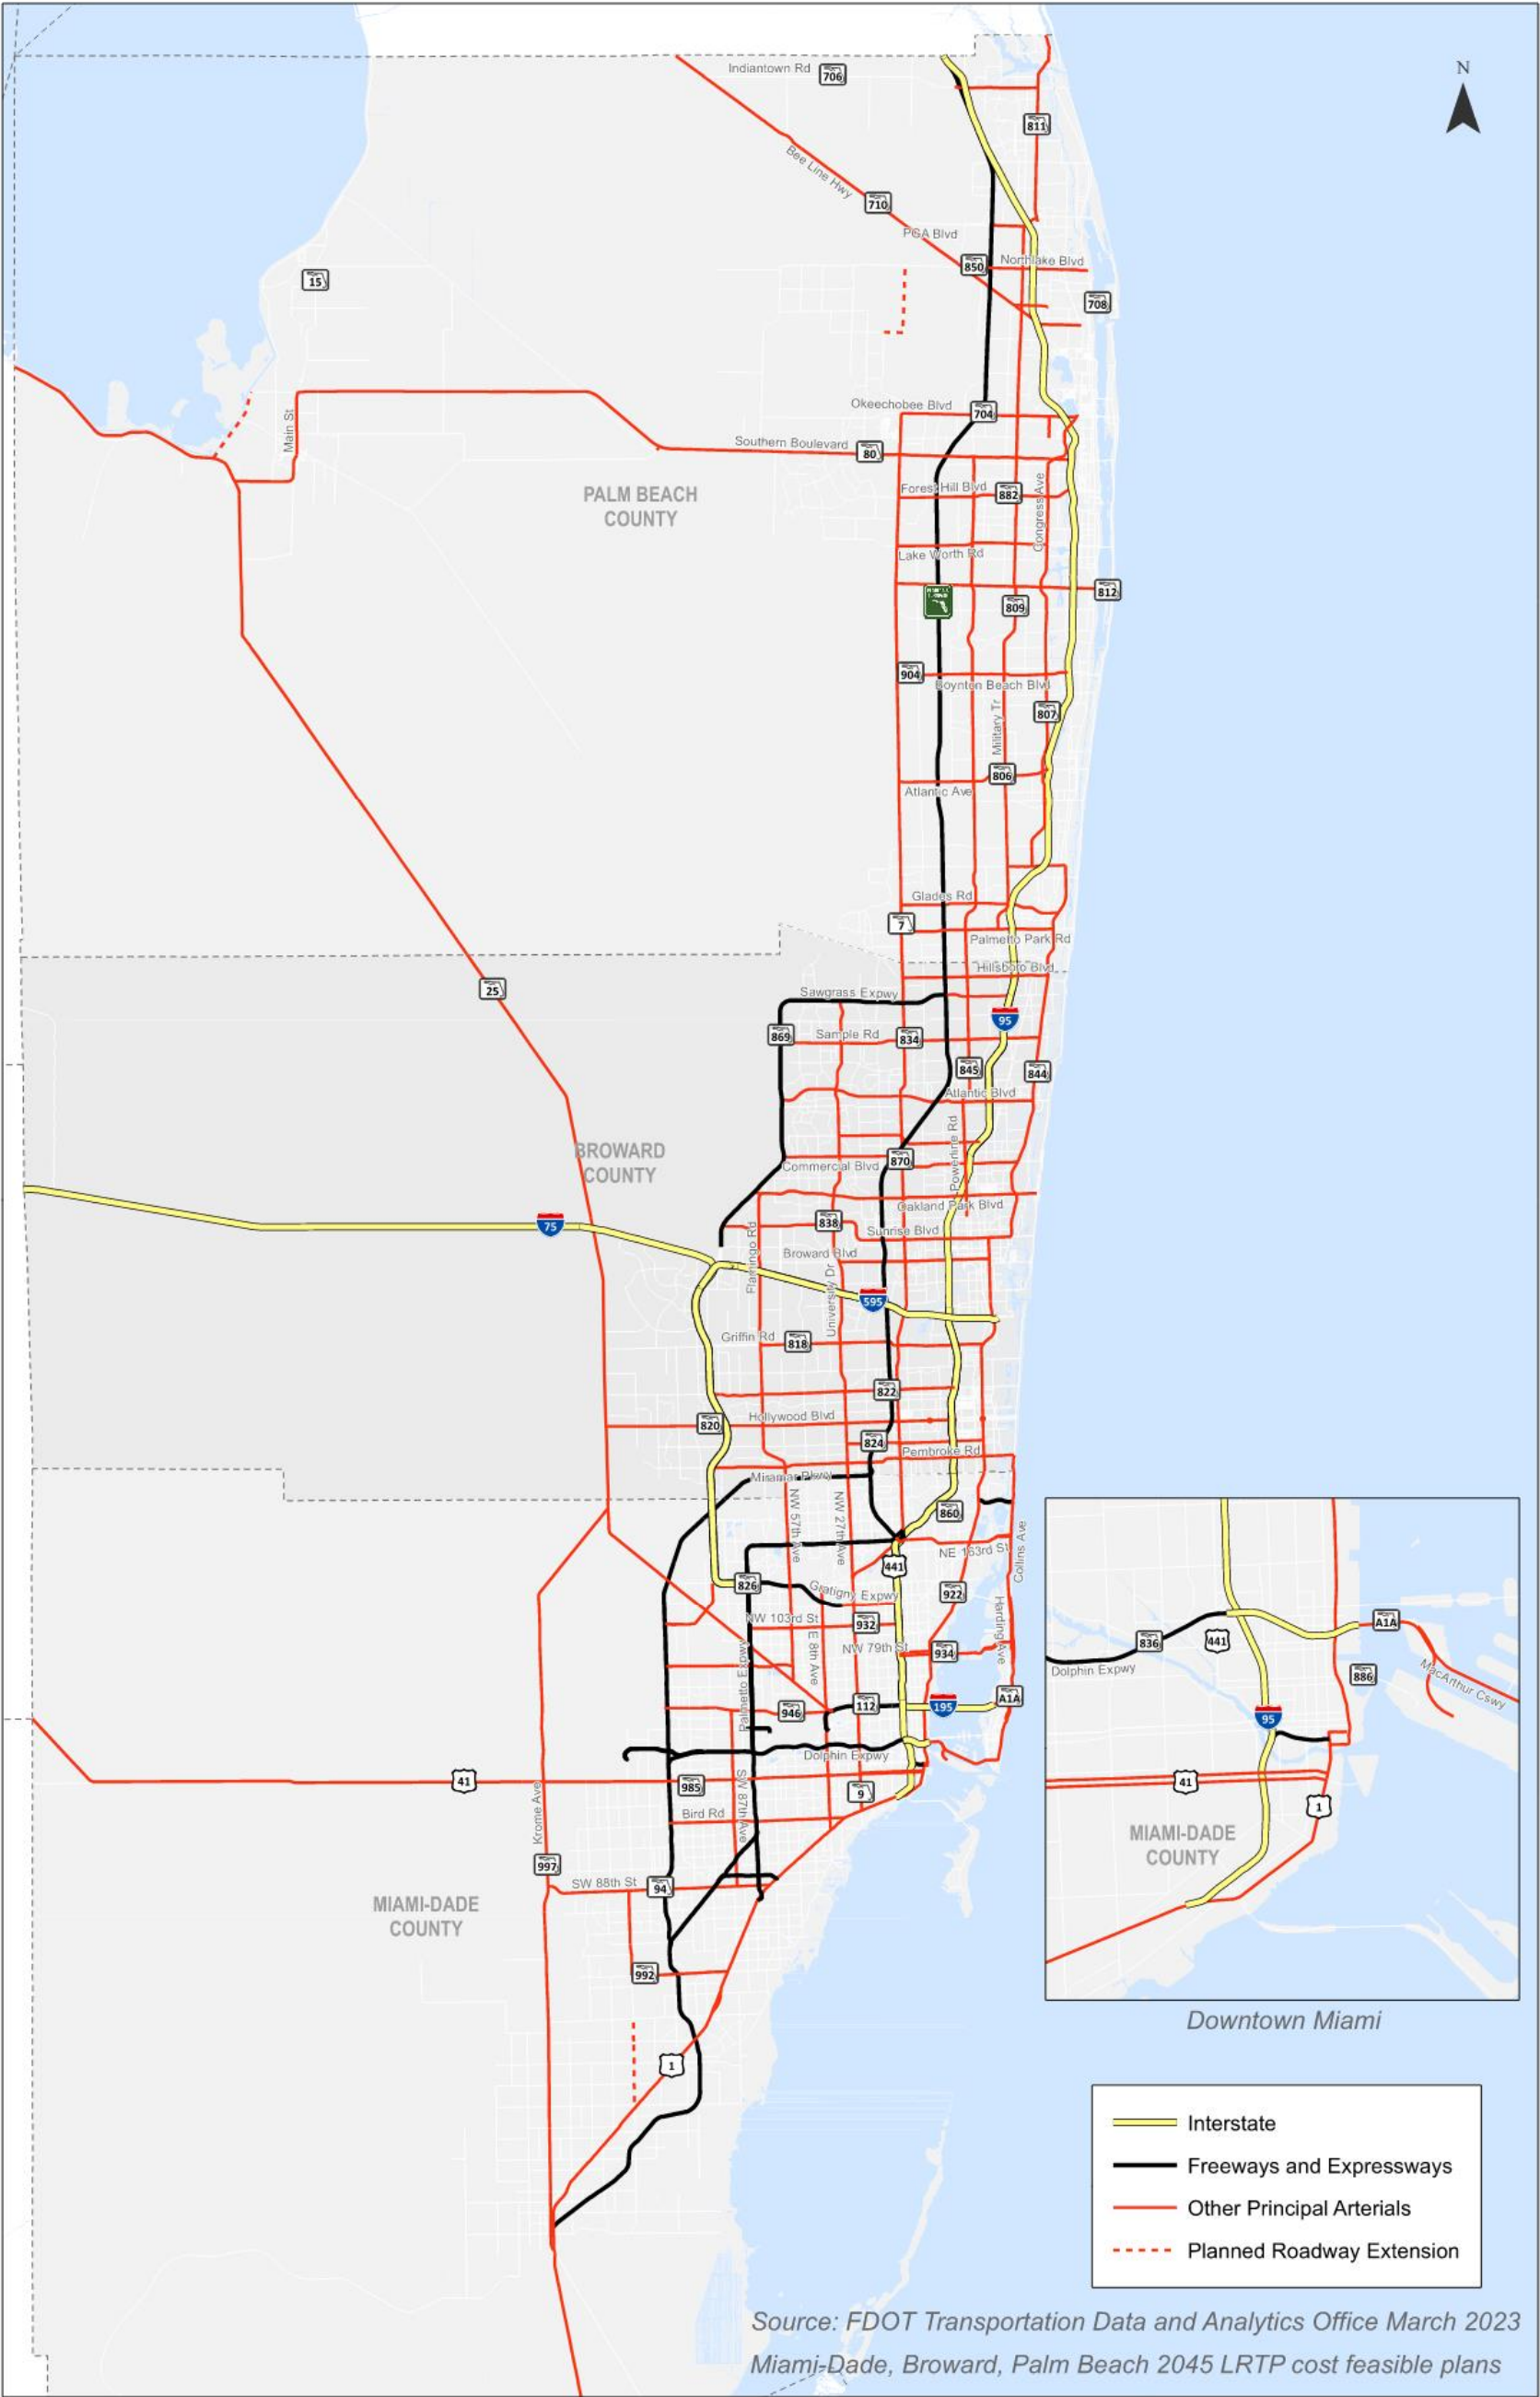 N
Indiantown Rd
706
811
Bee Line Hwy
710
PGA Blvd
850
Northlake Blvd
15
708
Okeechobee Blvd
704
Main St
Southern Boulevard
80
PALM BEACH
COUNTY
Forest Hill Blvd
882
Congress Ave
Lake Worth Rd
812
809
904
Boynton Beach Blvd
807
Military Tr
806
Atlantic Ave
Glades Rd
7
Palmetto Park Rd
Hillsboro Blvd
25
Sawgrass Expwy
95
869
Sample Rd
834
845
844
Atlantic Blvd
Powerline Rd
BROWARD
COUNTY
Commercial Blvd
870
Oakland Park Blvd
75
838
Sunrise Blvd
Flamingo Rd
Broward Blvd
University Dr
595
Griffin Rd
818
822
820
Hollywood Blvd
824
Pembroke Rd
Miramar Pkwy
NW 57th Ave
NW 27th Ave
860
NE 163rd St
Collins Ave
441
826
Gratigny Expwy
922
NW 103rd St
932
Harding Ave
E 8th Ave
NW 79th St
934
Palmetto Expwy
946
112
195
A1A
Dolphin Expwy
41
985
SW 87th Ave
9
Krome Ave
Bird Rd
997
SW 88th St
94
MIAMI-DADE
COUNTY
992
1
836
441
A1A
Dolphin Expwy
886
MacArthur Cswy
95
41
1
MIAMI-DADE
COUNTY
Downtown Miami
Interstate
Freeways and Expressways
Other Principal Arterials
Planned Roadway Extension
Source: FDOT Transportation Data and Analytics Office March 2023
Miami-Dade, Broward, Palm Beach 2045 LRTP cost feasible plans